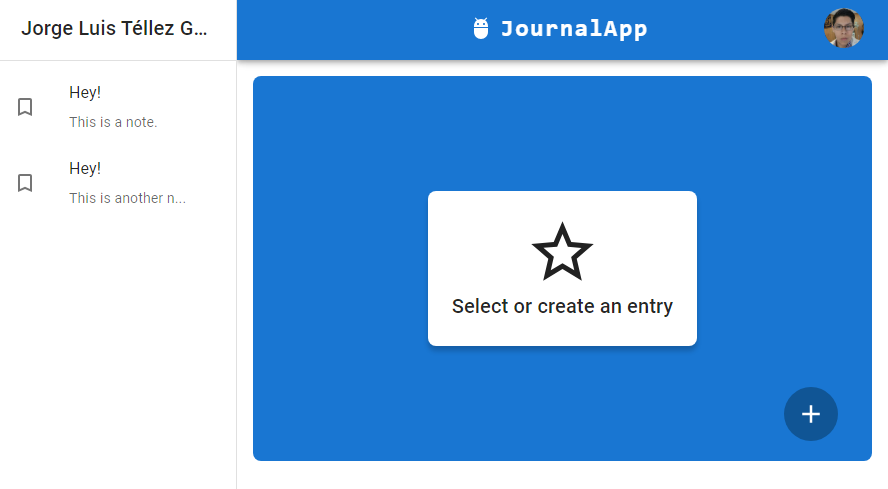 Jorge Luis Téllez G...
JournalApp
Hey!
This is a note.
Hey!
This is another n...
Select or create an entry